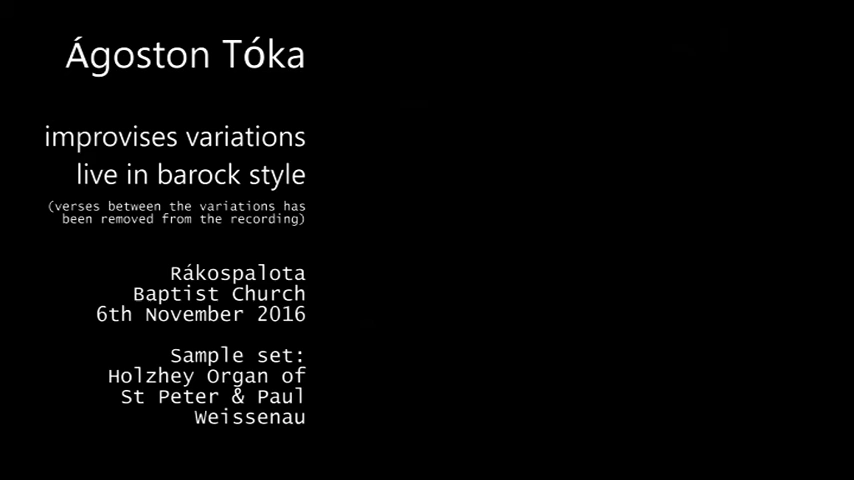 Ágoston Tóka
improvises variations
live in barock style
(verses between the variations has
been removed from the recording)
Rákospalota
Baptist Church
6th November 2016
Sample set:
Holzhey Organ of
St Peter & Paul
Weissenau